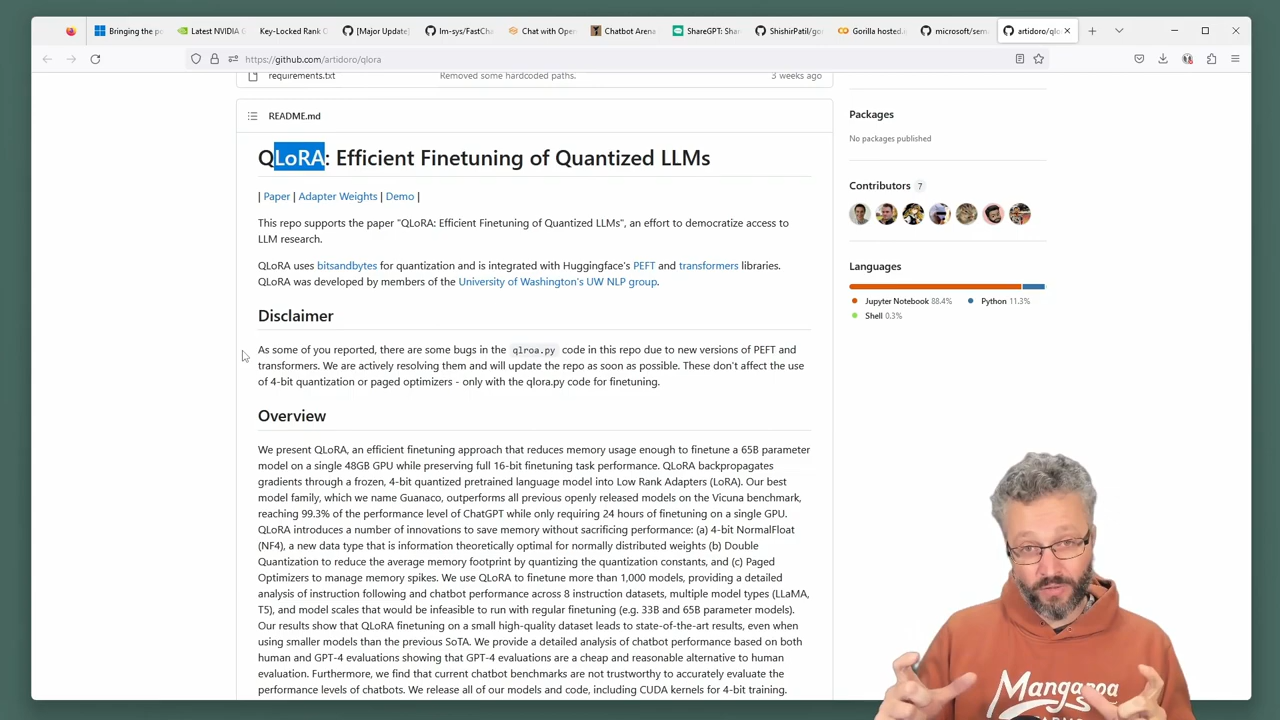 Bringing the p
Latest NVIDIA G
Key-Locked Rank O
[Major Update]
lm-sys/FastCh
Chat with Open
Chatbot Arena
ShareGPT: Shar
ShishirPatil/go
Gorilla hosted
microsoft/sem
artidoro/qlo
https://github.com/artidoro/qlora
requirements.txt
Removed some hardcoded paths.
3 weeks ago
README.md
QLoRA: Efficient Finetuning of Quantized LLMs
| Paper | Adapter Weights | Demo |
This repo supports the paper "QLoRA: Efficient Finetuning of Quantized LLMs", an effort to democratize access to
LLM research.
QLoRA uses bitsandbytes for quantization and is integrated with Huggingface's PEFT and transformers libraries.
QLoRA was developed by members of the University of Washington's UW NLP group.
Disclaimer
As some of you reported, there are some bugs in the qlroa.py code in this repo due to new versions of PEFT and
transformers. We are actively resolving them and will update the repo as soon as possible. These don't affect the use
of 4-bit quantization or paged optimizers - only with the qlora.py code for finetuning.
Overview
We present QLoRA, an efficient finetuning approach that reduces memory usage enough to finetune a 65B parameter
model on a single 48GB GPU while preserving full 16-bit finetuning task performance. QLoRA backpropagates
gradients through a frozen, 4-bit quantized pretrained language model into Low Rank Adapters (LoRA). Our best
model family, which we name Guanaco, outperforms all previous openly released models on the Vicuna benchmark,
reaching 99.3% of the performance level of ChatGPT while only requiring 24 hours of finetuning on a single GPU.
QLoRA introduces a number of innovations to save memory without sacrificing performance: (a) 4-bit NormalFloat
(NF4), a new data type that is information theoretically optimal for normally distributed weights (b) Double
Quantization to reduce the average memory footprint by quantizing the quantization constants, and (c) Paged
Optimizers to manage memory spikes. We use QLoRA to finetune more than 1,000 models, providing a detailed
analysis of instruction following and chatbot performance across 8 instruction datasets, multiple model types (LLaMA,
T5), and model scales that would be infeasible to run with regular finetuning (e.g. 33B and 65B parameter models).
Our results show that QLoRA finetuning on a small high-quality dataset leads to state-of-the-art results, even when
using smaller models than the previous SoTA. We provide a detailed analysis of chatbot performance based on both
human and GPT-4 evaluations showing that GPT-4 evaluations are a cheap and reasonable alternative to human
evaluation. Furthermore, we find that current chatbot benchmarks are not trustworthy to accurately evaluate the
performance levels of chatbots. We release all of our models and code, including CUDA kernels for 4-bit training.
Packages
No packages published
Contributors 7
Languages
Jupyter Notebook 88.4%
Python 11.3%
Shell 0.3%
Mangaroa